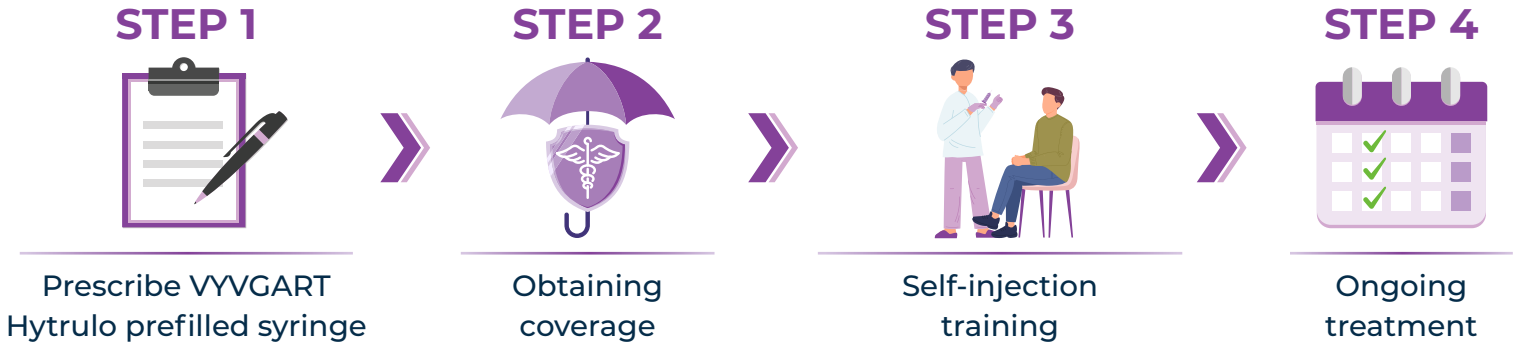 STEP 1
Prescribe VYVGART
Hytrulo prefilled syringe
STEP 2
Obtaining
coverage
STEP 3
Self-injection
training
STEP 4
Ongoing
treatment